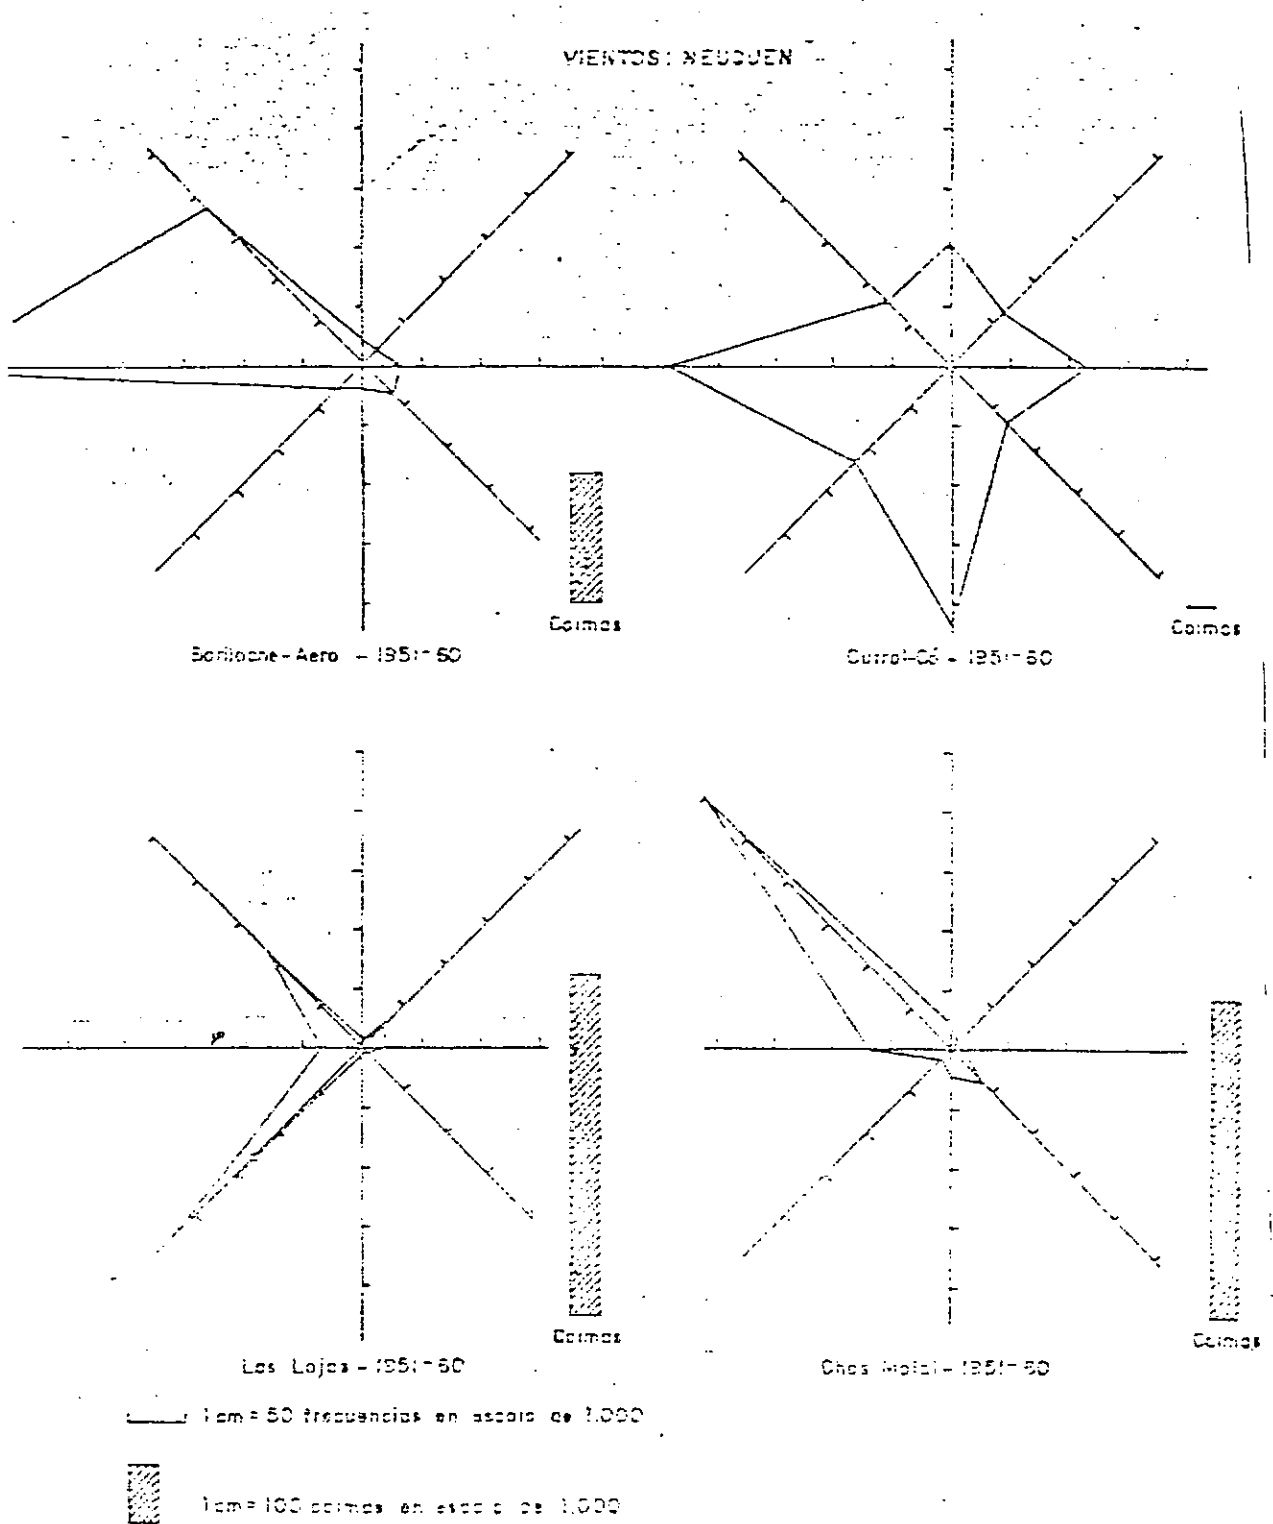 VIENTOS: NEUQUEN
Calmas
Calmas
Bariloche-Aero - 1951-60
Cutral-Có - 1951-60
Calmas
Calmas
Las Lajas - 1951-60
Chos Malal - 1951-60
1cm = 50 frecuencias en escala de 1.000
1cm = 100 calmas en escala de 1.000